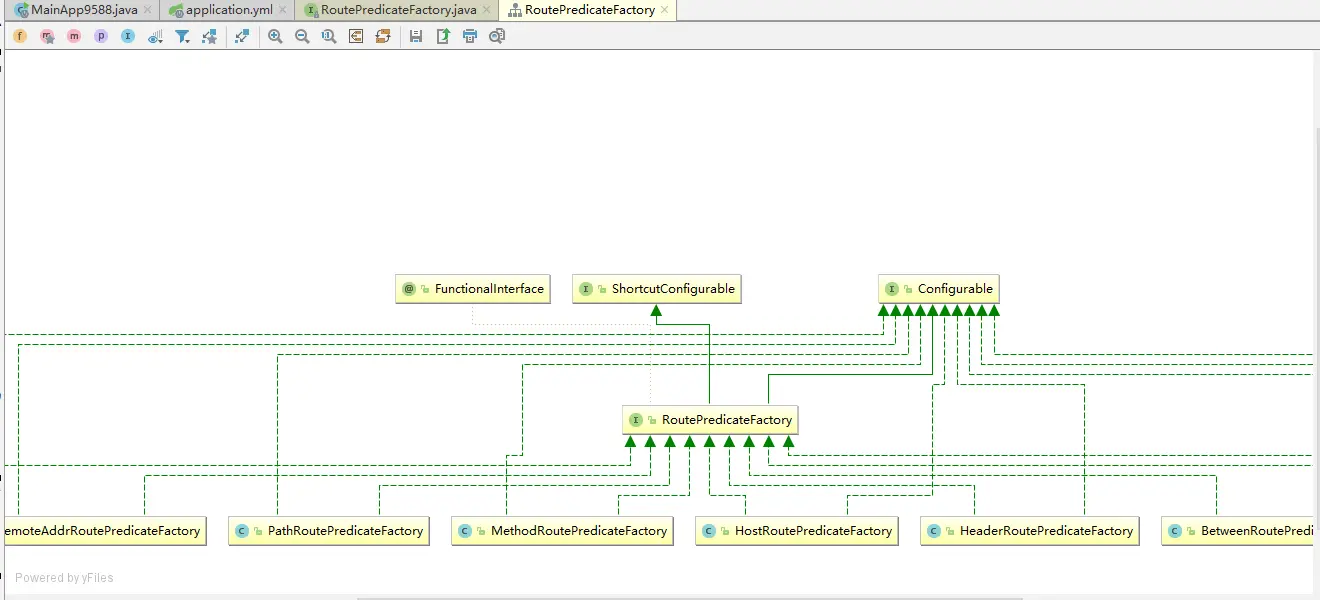 MainApp9588.java
application.yml
RoutePredicateFactory.java
RoutePredicateFactory
FunctionalInterface
ShortcutConfigurable
Configurable
RoutePredicateFactory
emoteAddrRoutePredicateFactory
PathRoutePredicateFactory
MethodRoutePredicateFactory
HostRoutePredicateFactory
HeaderRoutePredicateFactory
BetweenRoutePredi
Powered by yFiles